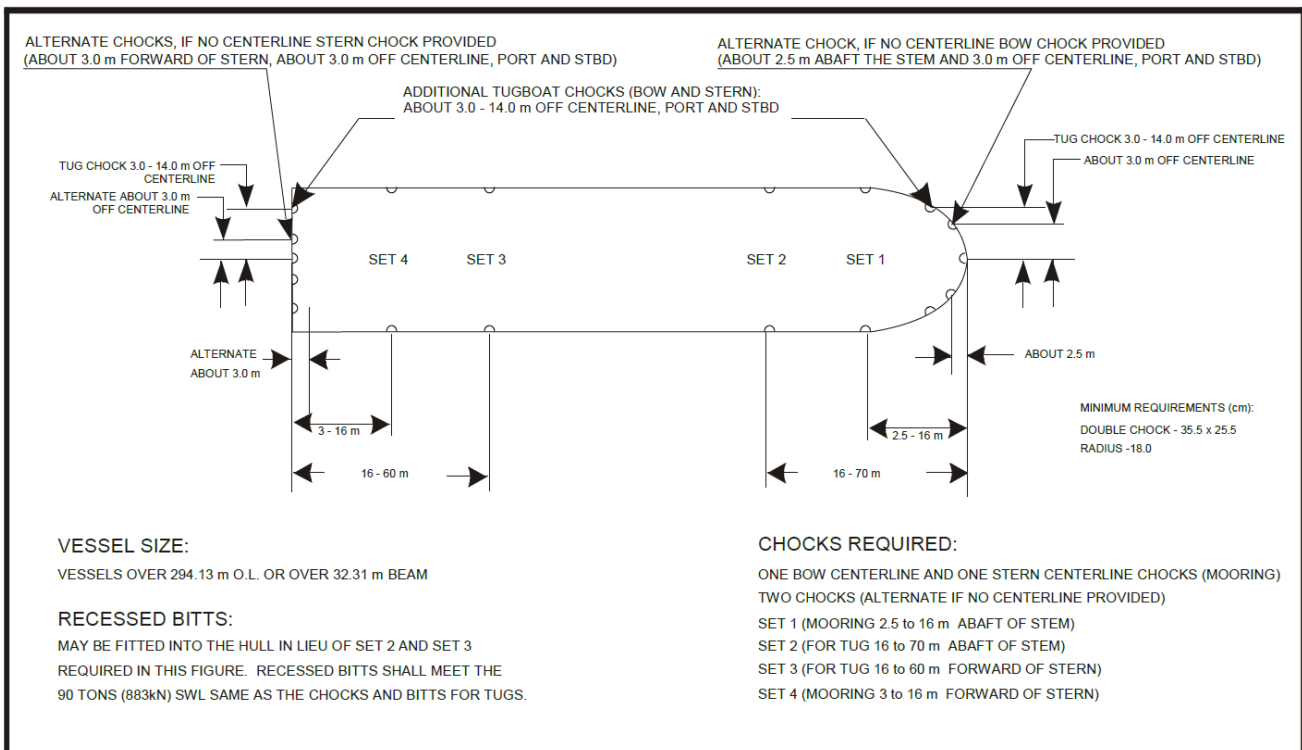 ALTERNATE CHOCKS, IF NO CENTERLINE STERN CHOCK PROVIDED
(ABOUT 3.0 m FORWARD OF STERN, ABOUT 3.0 m OFF CENTERLINE, PORT AND STBD)
ALTERNATE CHOCK, IF NO CENTERLINE BOW CHOCK PROVIDED
(ABOUT 2.5 m ABAFT THE STEM AND 3.0 m OFF CENTERLINE, PORT AND STBD)
ADDITIONAL TUGBOAT CHOCKS (BOW AND STERN):
ABOUT 3.0 - 14.0 m OFF CENTERLINE, PORT AND STBD
TUG CHOCK 3.0 - 14.0 m OFF
CENTERLINE
ALTERNATE ABOUT 3.0 m
OFF CENTERLINE
TUG CHOCK 3.0 - 14.0 m OFF CENTERLINE
ABOUT 3.0 m OFF CENTERLINE
SET 4
SET 3
SET 2
SET 1
ALTERNATE
ABOUT 3.0 m
ABOUT 2.5 m
3 - 16 m
2.5 - 16 m
16 - 60 m
16 - 70 m
MINIMUM REQUIREMENTS (cm):
DOUBLE CHOCK - 35.5 x 25.5
RADIUS -18.0
VESSEL SIZE:
VESSELS OVER 294.13 m O.L. OR OVER 32.31 m BEAM
RECESSED BITTS:
MAY BE FITTED INTO THE HULL IN LIEU OF SET 2 AND SET 3
REQUIRED IN THIS FIGURE. RECESSED BITTS SHALL MEET THE
90 TONS (883kN) SWL SAME AS THE CHOCKS AND BITTS FOR TUGS.
CHOCKS REQUIRED:
ONE BOW CENTERLINE AND ONE STERN CENTERLINE CHOCKS (MOORING)
TWO CHOCKS (ALTERNATE IF NO CENTERLINE PROVIDED)
SET 1 (MOORING 2.5 to 16 m ABAFT OF STEM)
SET 2 (FOR TUG 16 to 70 m ABAFT OF STEM)
SET 3 (FOR TUG 16 to 60 m FORWARD OF STERN)
SET 4 (MOORING 3 to 16 m FORWARD OF STERN)